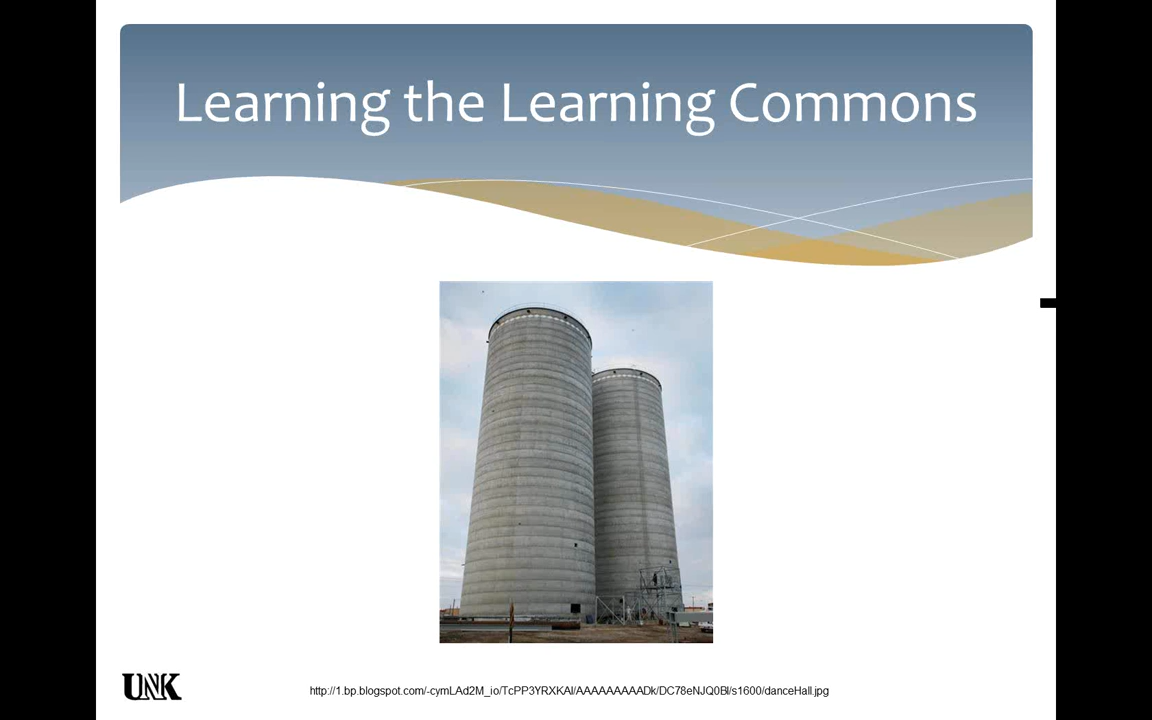 Learning the Learning Commons
UNK
http://1.bp.blogspot.com/-cymLAd2M_io/TcPP3YRXKAI/AAAAAAAAADk/DC78eNJQ0BI/s1600/danceHall.jpg